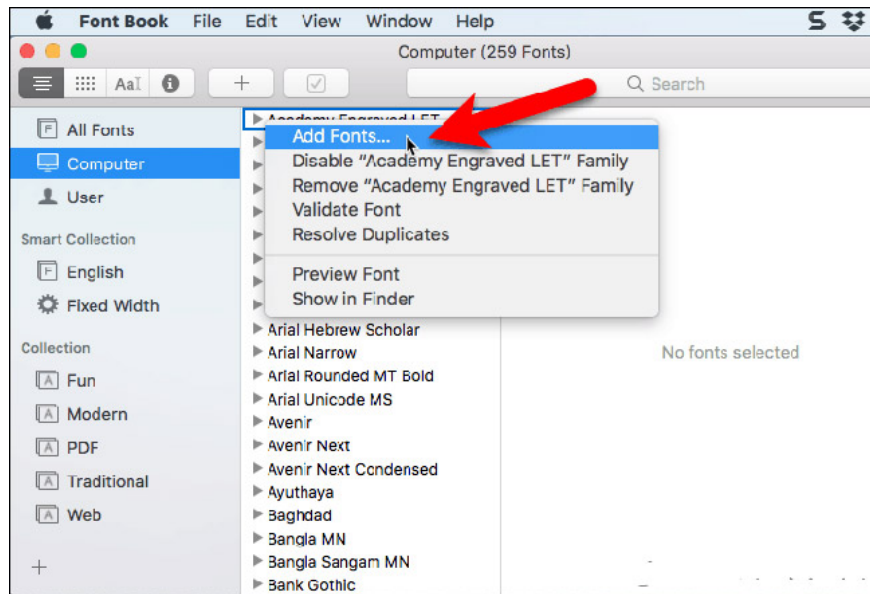 Font Book File Edit View Window Help
Computer (259 Fonts)
AaI
Search
All Fonts
Computer
User
Smart Collection
English
Fixed Width
Collection
Fun
Modern
PDF
Traditional
Web
Academy Engraved LET
Add Fonts...
Disable “Academy Engraved LET” Family
Remove “Academy Engraved LET” Family
Validate Font
Resolve Duplicates
Preview Font
Show in Finder
Arial Hebrew Scholar
Arial Narrow
Arial Rounded MT Bold
Arial Unicode MS
Avenir
Avenir Next
Avenir Next Condensed
Ayuthaya
Baghdad
Bangla MN
Bangla Sangam MN
Bank Gothic
No fonts selected